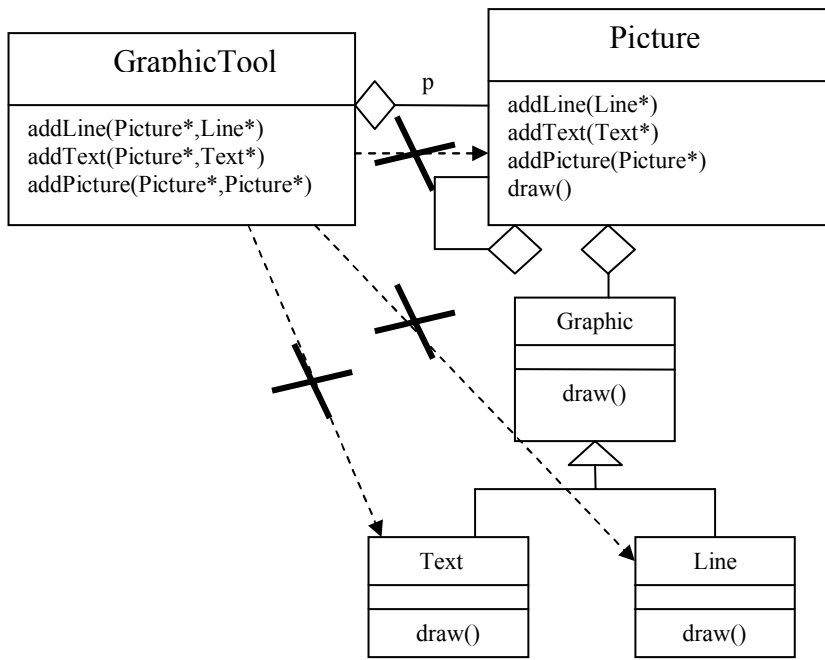 GraphicTool
addLine(Picture*,Line*)
addText(Picture*,Text*)
addPicture(Picture*,Picture*)
p
Picture
addLine(Line*)
addText(Text*)
addPicture(Picture*)
draw()
Graphic
draw()
Text
draw()
Line
draw()